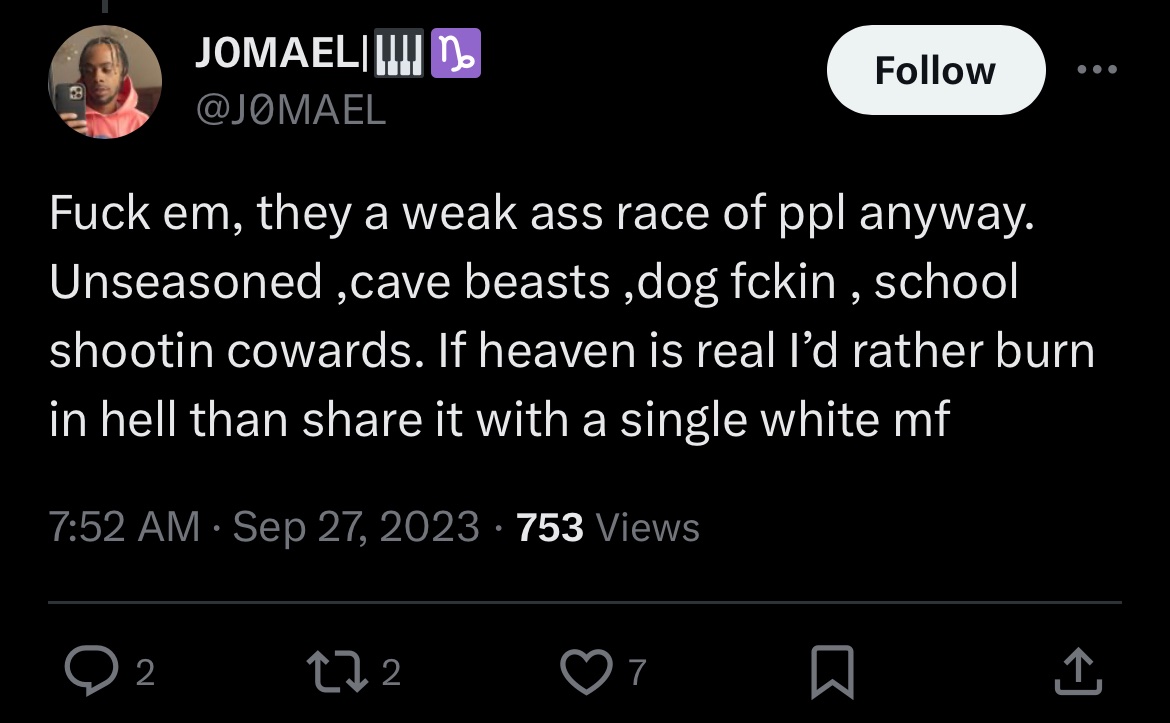 JOMAEL|🎹♑
@JØMAEL
Follow
Fuck em, they a weak ass race of ppl anyway.
Unseasoned ,cave beasts ,dog fckin , school
shootin cowards. If heaven is real I’d rather burn
in hell than share it with a single white mf
7:52 AM · Sep 27, 2023 · 753 Views
2 2 7